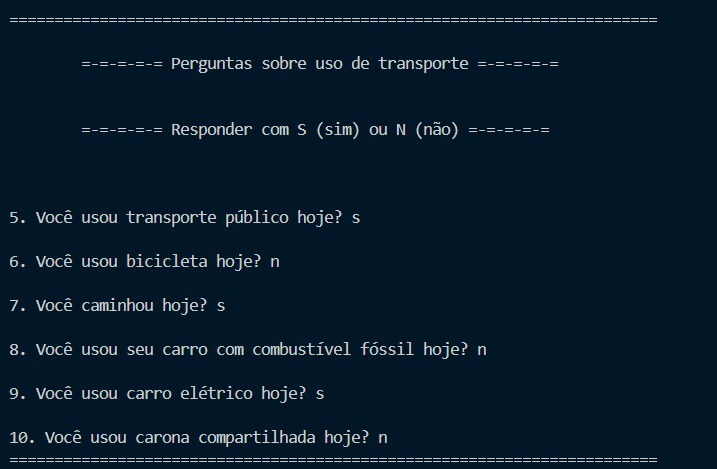 ========================================================================
=-=-=-=-= Perguntas sobre uso de transporte =-=-=-=-=
=-=-=-=-= Responder com S (sim) ou N (não) =-=-=-=-=
5. Você usou transporte público hoje? s
6. Você usou bicicleta hoje? n
7. Você caminhou hoje? s
8. Você usou seu carro com combustível fóssil hoje? n
9. Você usou carro elétrico hoje? s
10. Você usou carona compartilhada hoje? n
========================================================================